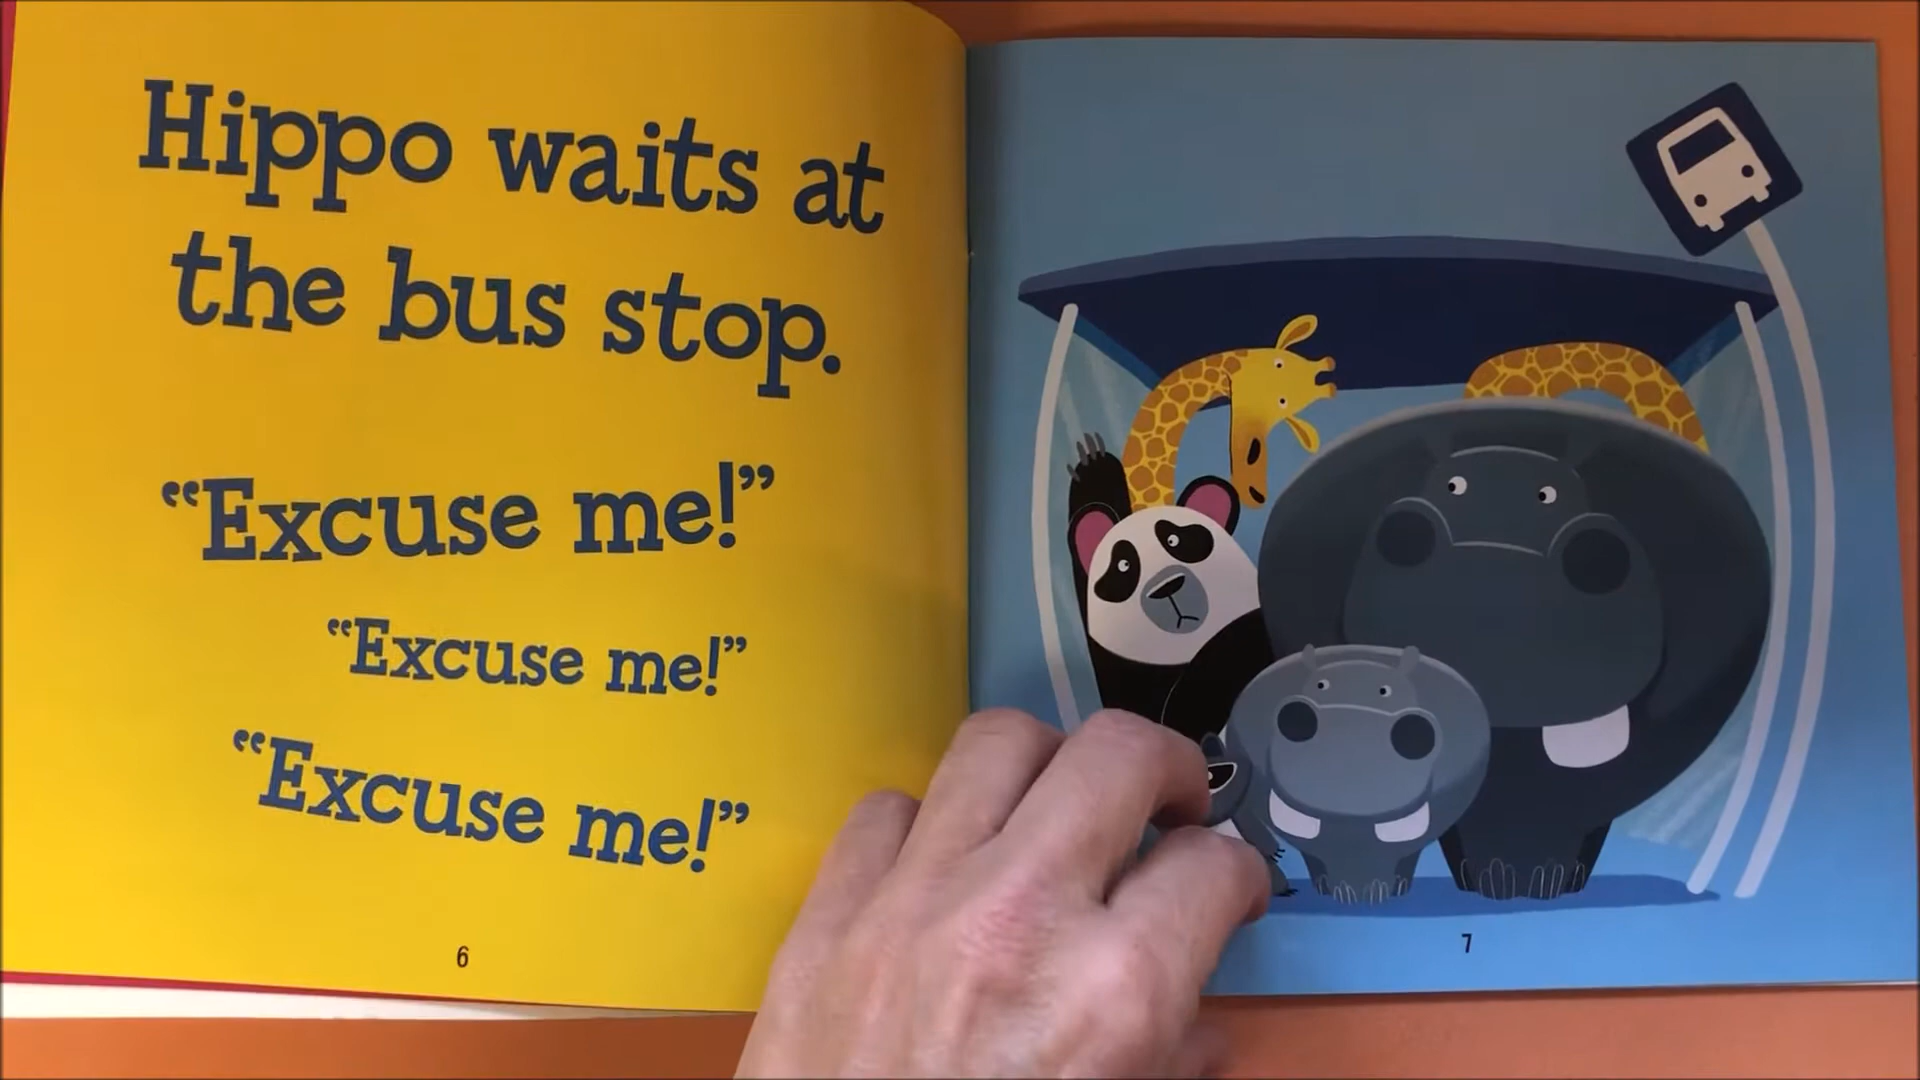 Hippo waits at
the bus stop.
“Excuse me!”
“Excuse me!”
“Excuse me!”
6
7